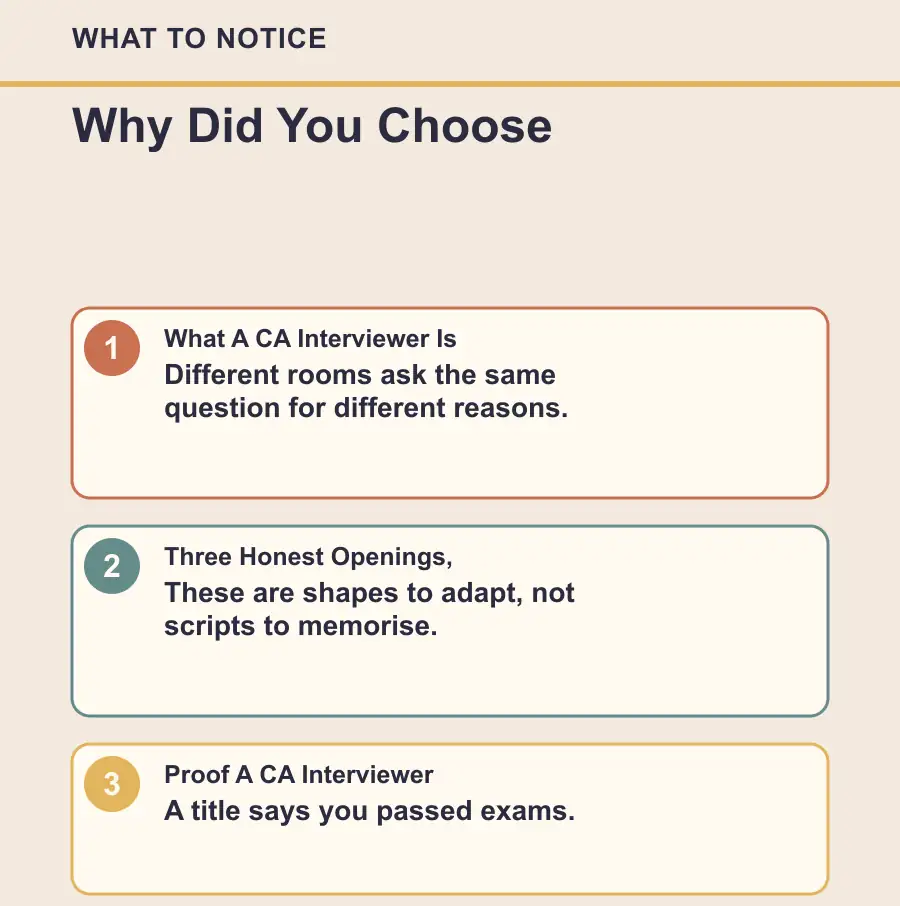 WHAT TO NOTICE
Why Did You Choose
1
What A CA Interviewer Is
Different rooms ask the same
question for different reasons.
2
Three Honest Openings,
These are shapes to adapt, not
scripts to memorise.
3
Proof A CA Interviewer
A title says you passed exams.